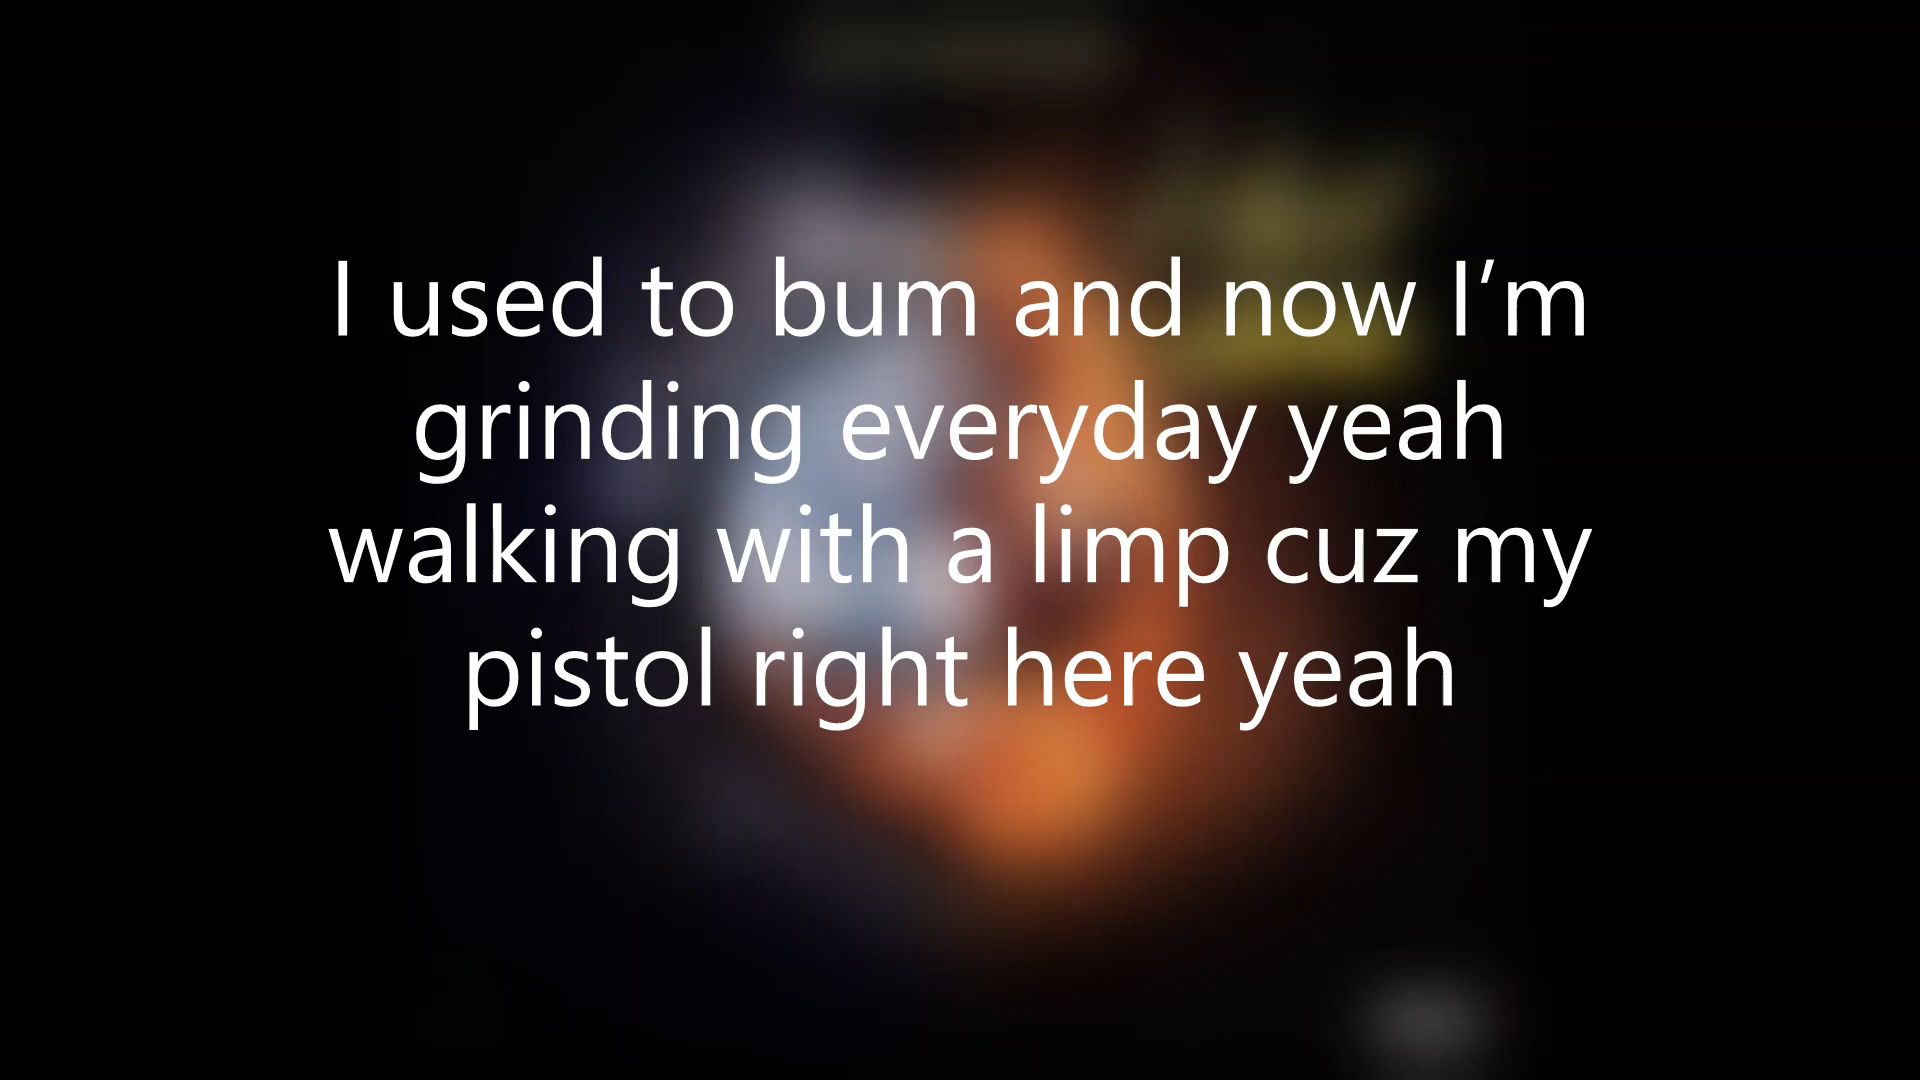 I used to bum and now I’m
grinding everyday yeah
walking with a limp cuz my
pistol right here yeah